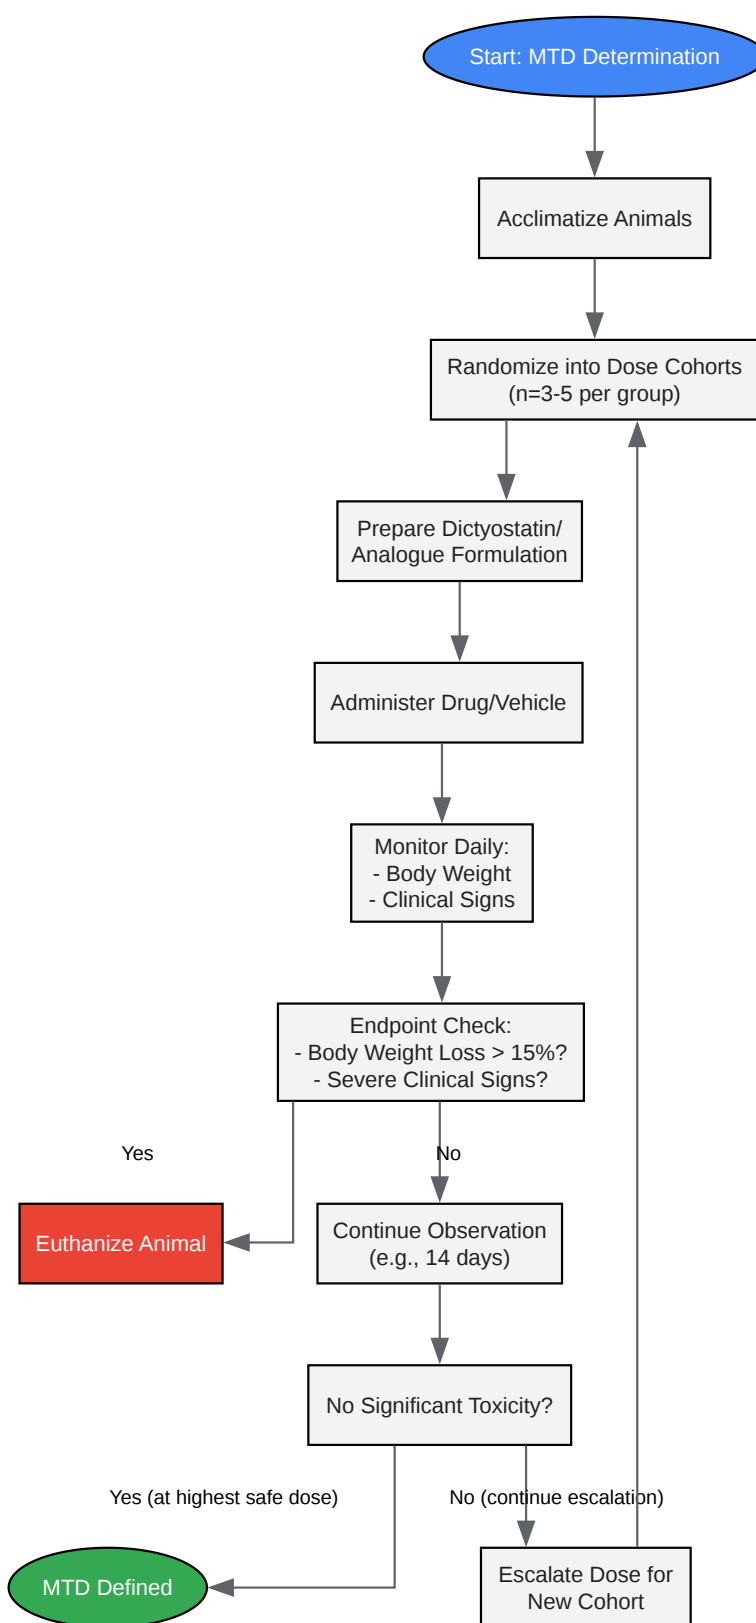 Start: MTD Determination
Acclimatize Animals
Randomize into Dose Cohorts
(n=3-5 per group)
Prepare Dictyostatin/
Analogue Formulation
Administer Drug/Vehicle
Monitor Daily:
- Body Weight
- Clinical Signs
Endpoint Check:
- Body Weight Loss > 15%?
- Severe Clinical Signs?
Yes
No
Euthanize Animal
Continue Observation
(e.g., 14 days)
No Significant Toxicity?
Yes (at highest safe dose)
No (continue escalation)
MTD Defined
Escalate Dose for
New Cohort